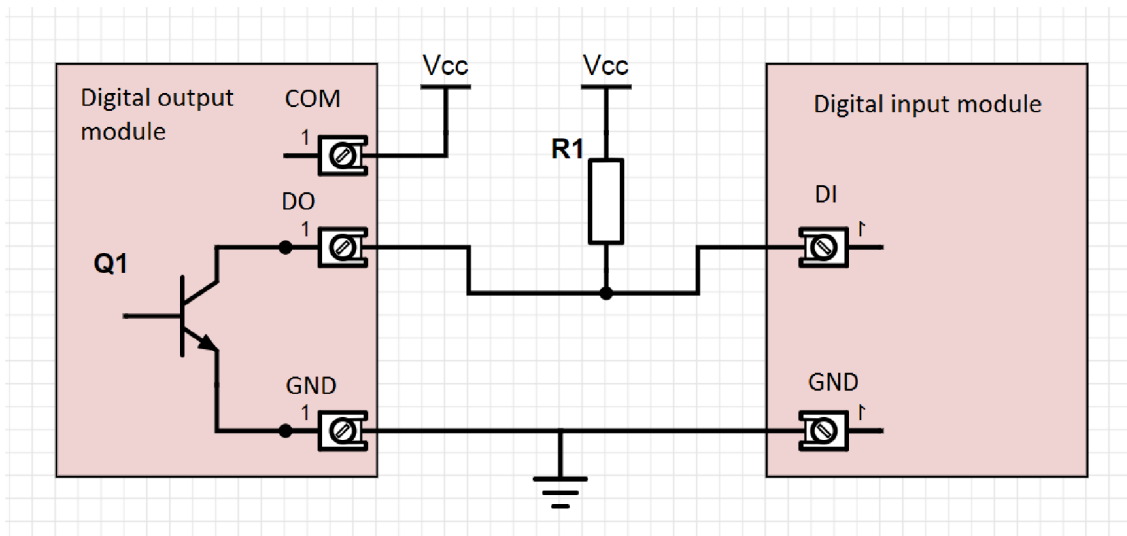 Vcc
Vcc
Digital output
module
COM
1
R1
Digital input module
DO
1
DI
1
Q1
GND
1
GND
1